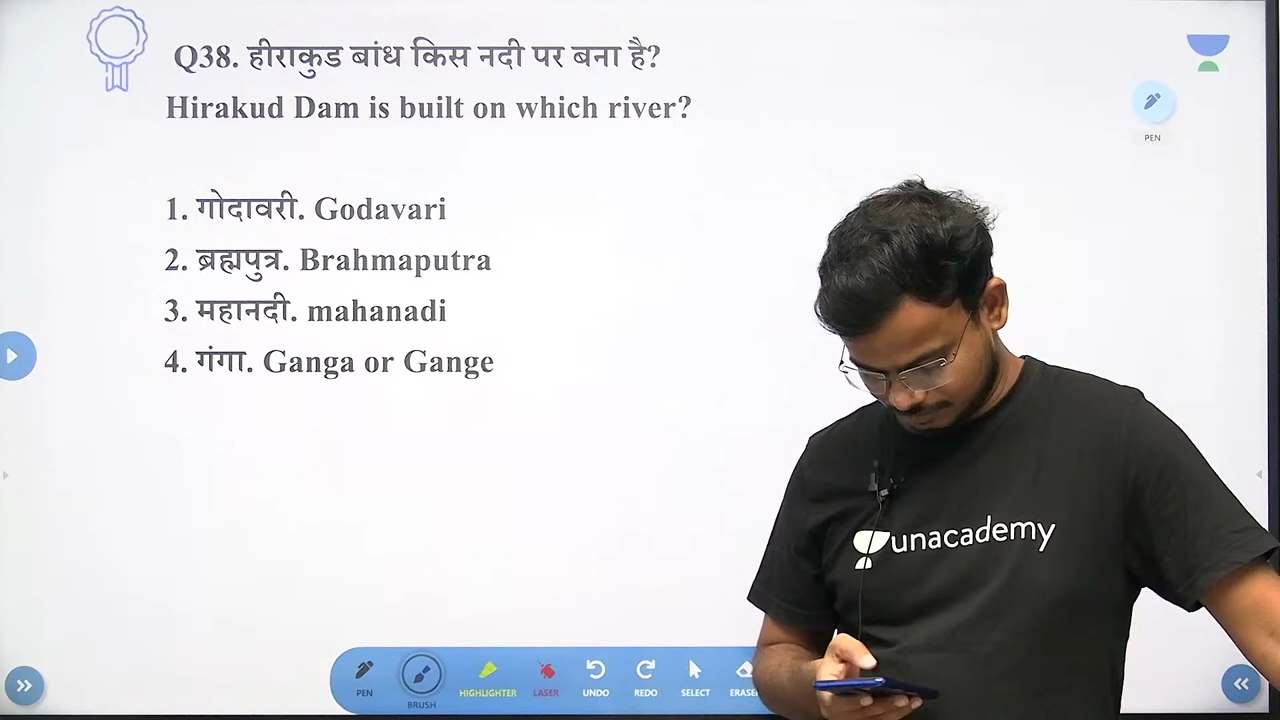 Q38. हीराकुड बांध किस नदी पर बना है?
Hirakud Dam is built on which river?
PEN
1. गोदावरी. Godavari
2. ब्रह्मपुत्र. Brahmaputra
3. महानदी. mahanadi
4. गंगा. Ganga or Gange
unacademy
PEN
BRUSH
HIGHLIGHTER
LASER
UNDO
REDO
SELECT
ERASE